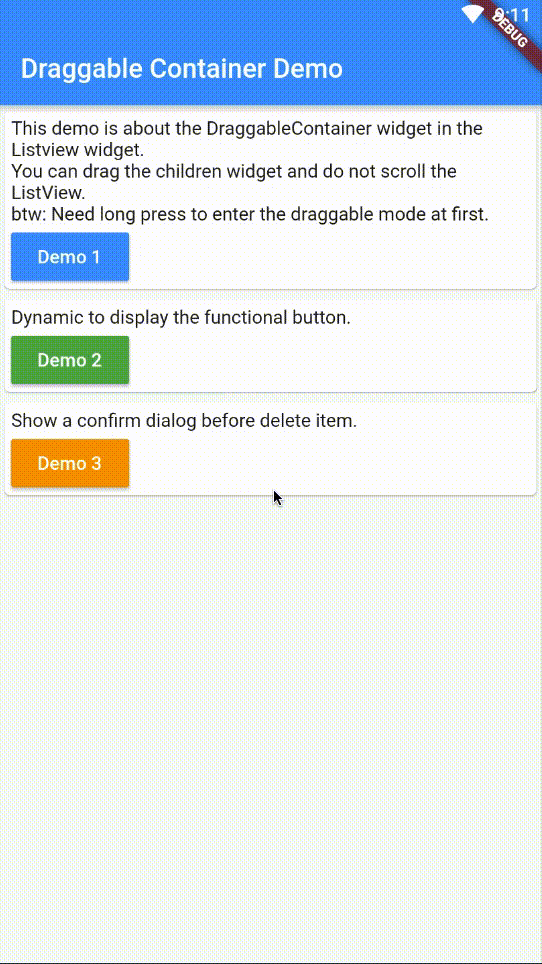 :11
DEBUG
Draggable Container Demo
This demo is about the DraggableContainer widget in the
Listview widget.
You can drag the children widget and do not scroll the
ListView.
btw: Need long press to enter the draggable mode at first.
Demo 1
Dynamic to display the functional button.
Demo 2
Show a confirm dialog before delete item.
Demo 3